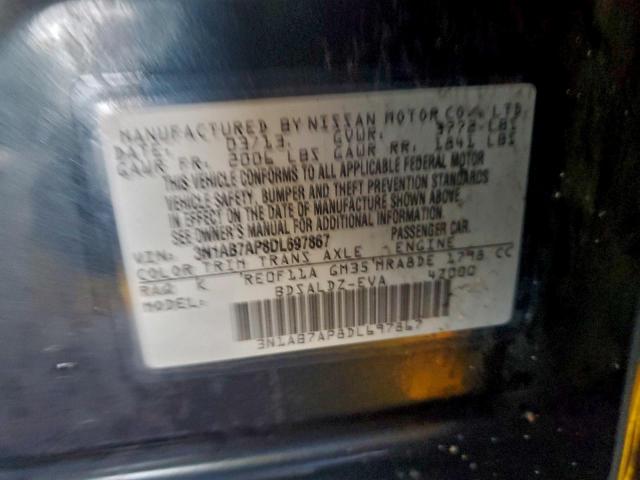 MANUFACTURED BY NISSAN MOTOR CO., LTD.
DATE: 03/13 GVWR: 3772 LBS
GAWR FR. 2006 LBS GAWR RR. 1841 LBS
THIS VEHICLE CONFORMS TO ALL APPLICABLE FEDERAL MOTOR
VEHICLE SAFETY, BUMPER AND THEFT PREVENTION STANDARDS
IN EFFECT ON THE DATE OF MANUFACTURE SHOWN ABOVE.
SEE OWNER'S MANUAL FOR ADDITIONAL INFORMATION.
VIN: 3N1AB7AP8DL697867 PASSENGER CAR.
COLOR TRIM TRANS AXLE ENGINE
RAQ K RE0F11A GM35 MRA8DE 1798 CC
MODEL: BDSALDZ-EVA 42000
3N1AB7AP8DL697867